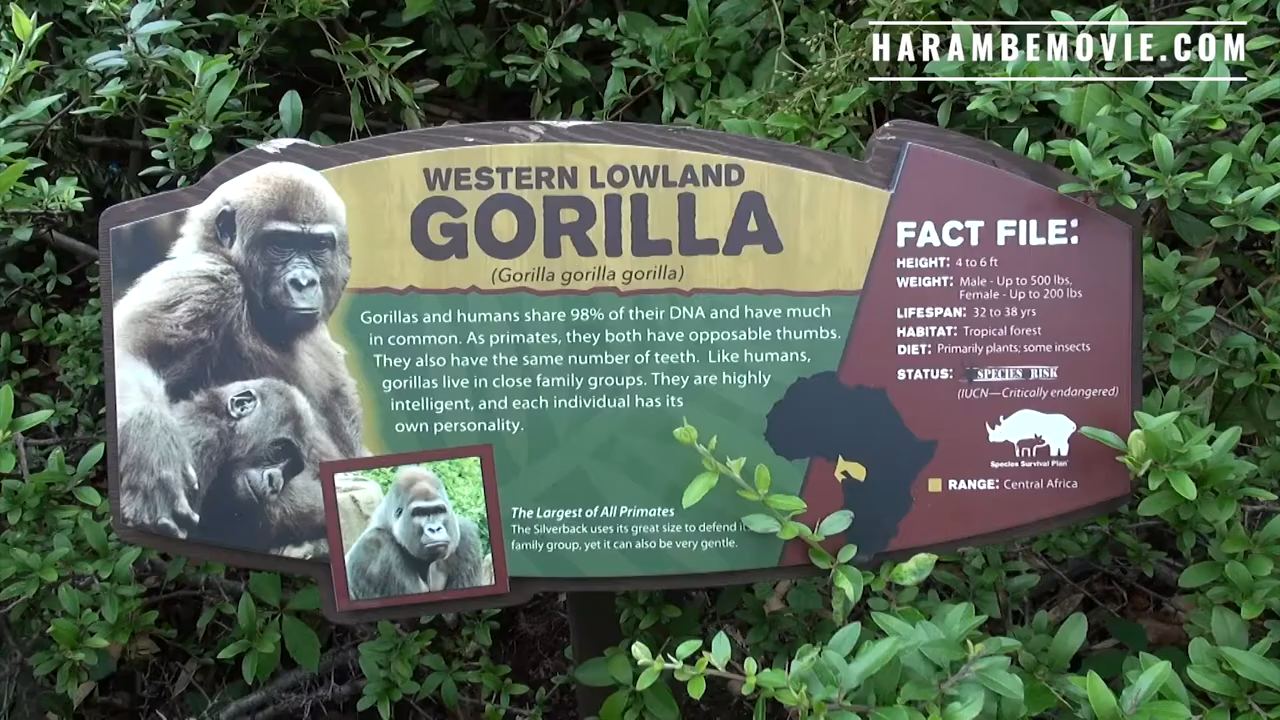 HARAMBEMOVIE.COM
WESTERN LOWLAND
GORILLA
(Gorilla gorilla gorilla)
Gorillas and humans share 98% of their DNA and have much
in common. As primates, they both have opposable thumbs.
They also have the same number of teeth. Like humans,
gorillas live in close family groups. They are highly
intelligent, and each individual has its
own personality.
The Largest of All Primates
The Silverback uses its great size to defend its
family group, yet it can also be very gentle.
FACT FILE:
HEIGHT: 4 to 6 ft
WEIGHT: Male - Up to 500 lbs,
Female - Up to 200 lbs
LIFESPAN: 32 to 38 yrs
HABITAT: Tropical forest
DIET: Primarily plants; some insects
STATUS: SPECIES RISK
(IUCN—Critically endangered)
Species Survival Plan
RANGE: Central Africa